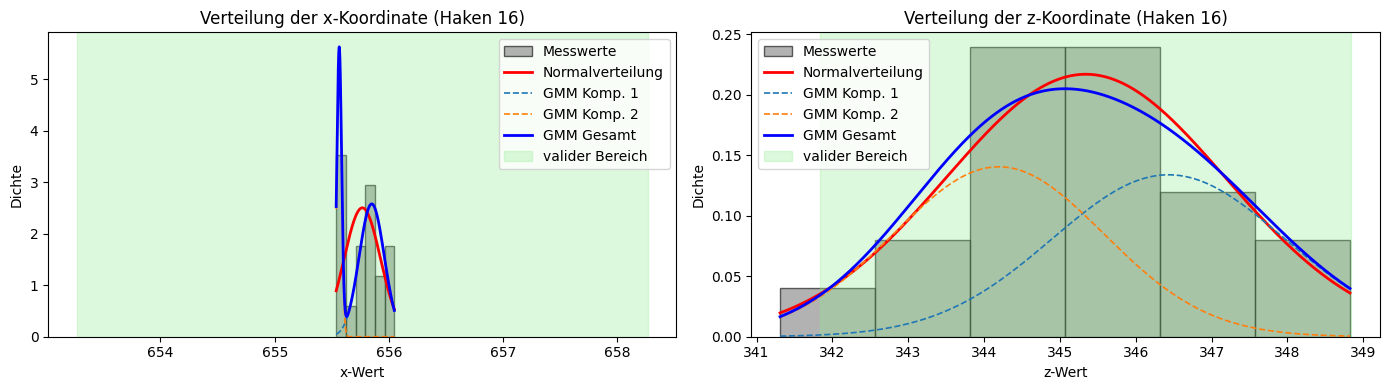 Verteilung der x-Koordinate (Haken 16)
Dichte
5
4
3
2
1
0
654
655
656
657
658
x-Wert
Messwerte
Normalverteilung
GMM Komp. 1
GMM Komp. 2
GMM Gesamt
valider Bereich
Verteilung der z-Koordinate (Haken 16)
Dichte
0.25
0.20
0.15
0.10
0.05
0.00
341
342
343
344
345
346
347
348
349
z-Wert
Messwerte
Normalverteilung
GMM Komp. 1
GMM Komp. 2
GMM Gesamt
valider Bereich